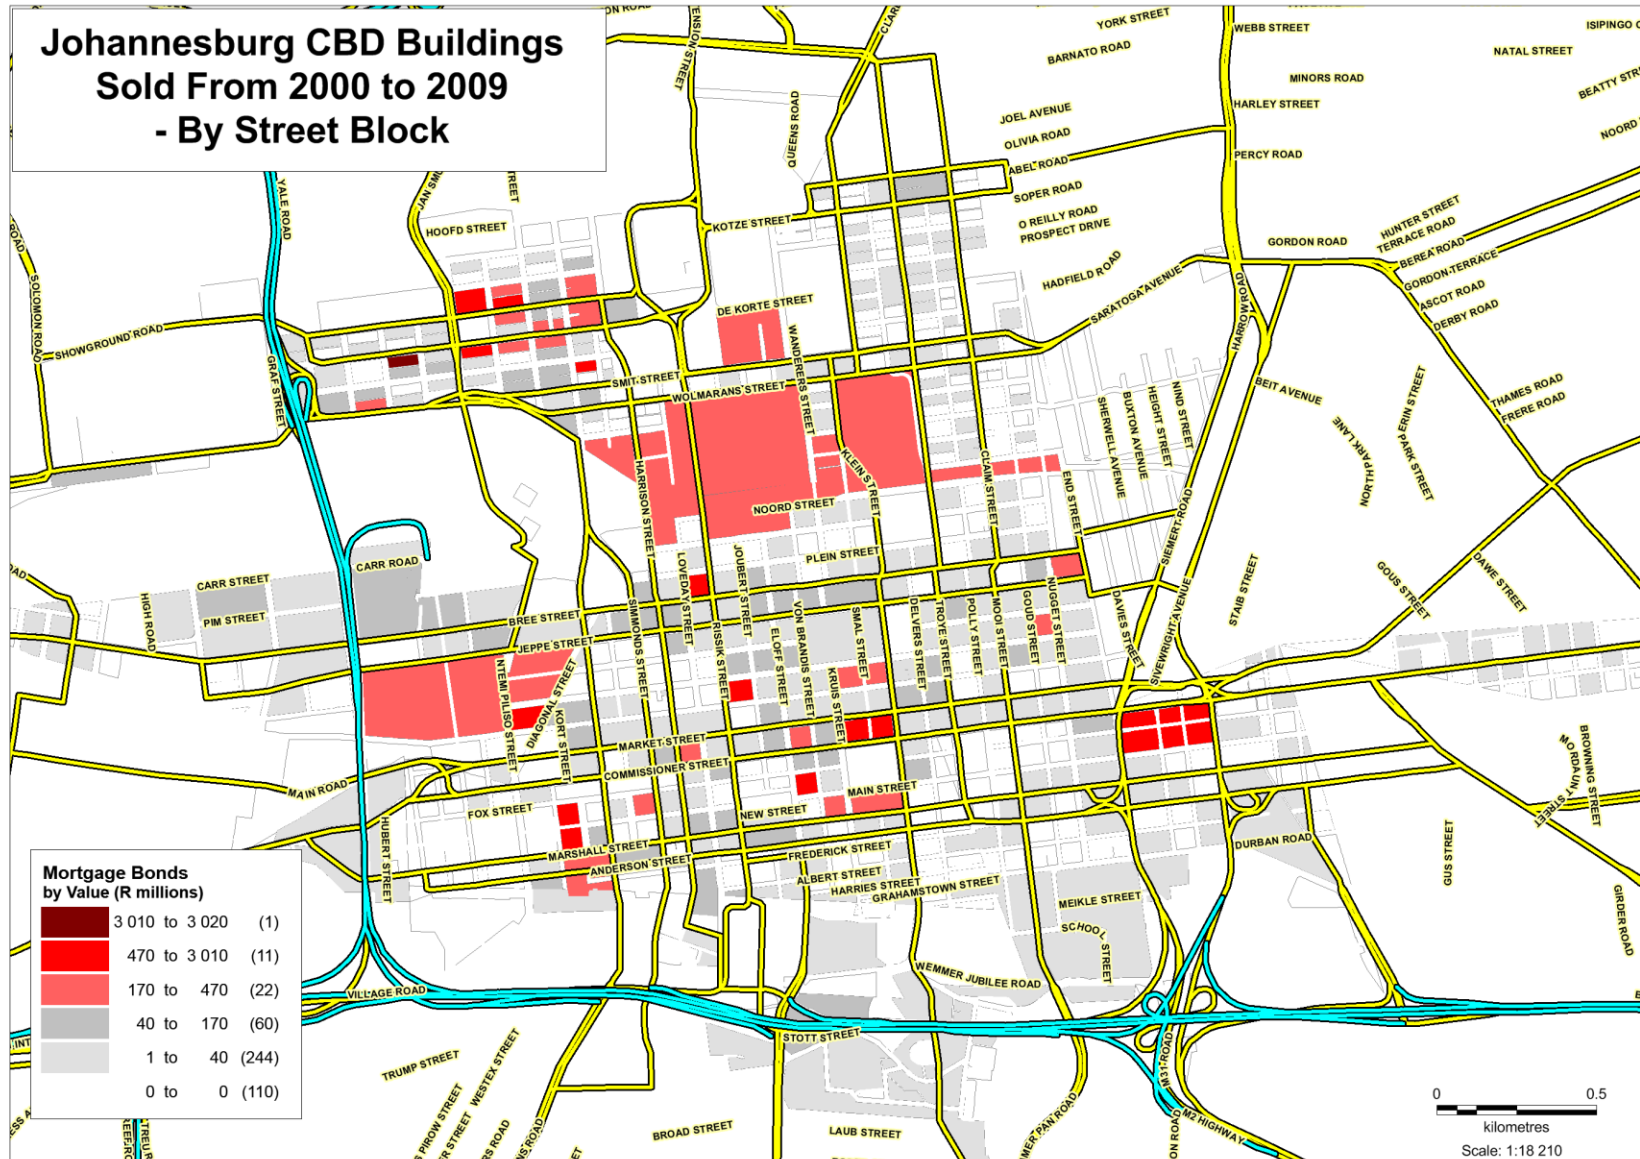 Johannesburg CBD Buildings
Sold From 2000 to 2009
- By Street Block
YORK STREET
WEBB STREET
BARNATO ROAD
NATAL STREET
MINORS ROAD
HARLEY STREET
JOEL AVENUE
OLIVIA ROAD
ABEL ROAD
PERCY ROAD
QUEENS ROAD
YALE ROAD
SOPER ROAD
O REILLY ROAD
PROSPECT DRIVE
HOOFD STREET
KOTZE STREET
HUNTER STREET
TERRACE ROAD
BEREA ROAD
GORDON ROAD
GORDON TERRACE
ASCOT ROAD
DERBY ROAD
HADFIELD ROAD
SARATOGA AVENUE
HARROW ROAD
SOLOMON ROAD
SHOWGROUND ROAD
DE KORTE STREET
WANDERERS STREET
GRAF STREET
SMIT STREET
WOLMARANS STREET
BEIT AVENUE
THAMES ROAD
FRERE ROAD
NIND STREET
HEIGHT STREET
BUXTON AVENUE
SHERWELL AVENUE
NORTHPARK LANE
ERIN STREET
PARK STREET
HARRISON STREET
KLEIN STREET
CLAIM STREET
END STREET
NOORD STREET
SIEMERT ROAD
CARR ROAD
CARR STREET
PIM STREET
HIGH ROAD
PLEIN STREET
LOVEDAY STREET
JOUBERT STREET
BREE STREET
JEPPE STREET
SIMMONDS STREET
RISSIK STREET
ELOFF STREET
VON BRANDIS STREET
SMAL STREET
KRUIS STREET
DELVERS STREET
TROYE STREET
POLLY STREET
MOOI STREET
GOUD STREET
NUGGET STREET
DAVIES STREET
SIVEWRIGHT AVENUE
STAIB STREET
GOUS STREET
DAWE STREET
NTEMI PILISO STREET
DIAGONAL STREET
KORT STREET
MARKET STREET
COMMISSIONER STREET
MAIN ROAD
FOX STREET
MAIN STREET
NEW STREET
MARSHALL STREET
ANDERSON STREET
FREDERICK STREET
ALBERT STREET
HARRIES STREET
GRAHAMSTOWN STREET
HUBERT STREET
DURBAN ROAD
MEIKLE STREET
SCHOOL STREET
BROWNING STREET
MORDAUNT STREET
GUS STREET
GIRDER ROAD
WEMMER JUBILEE ROAD
VILLAGE ROAD
STOTT STREET
TRUMP STREET
WESTEX STREET
PIROW STREET
BROAD STREET
LAUB STREET
M31 ROAD
M2 HIGHWAY
Mortgage Bonds
by Value (R millions)
3 010 to 3 020 (1)
470 to 3 010 (11)
170 to 470 (22)
40 to 170 (60)
1 to 40 (244)
0 to 0 (110)
0 0.5
kilometres
Scale: 1:18 210